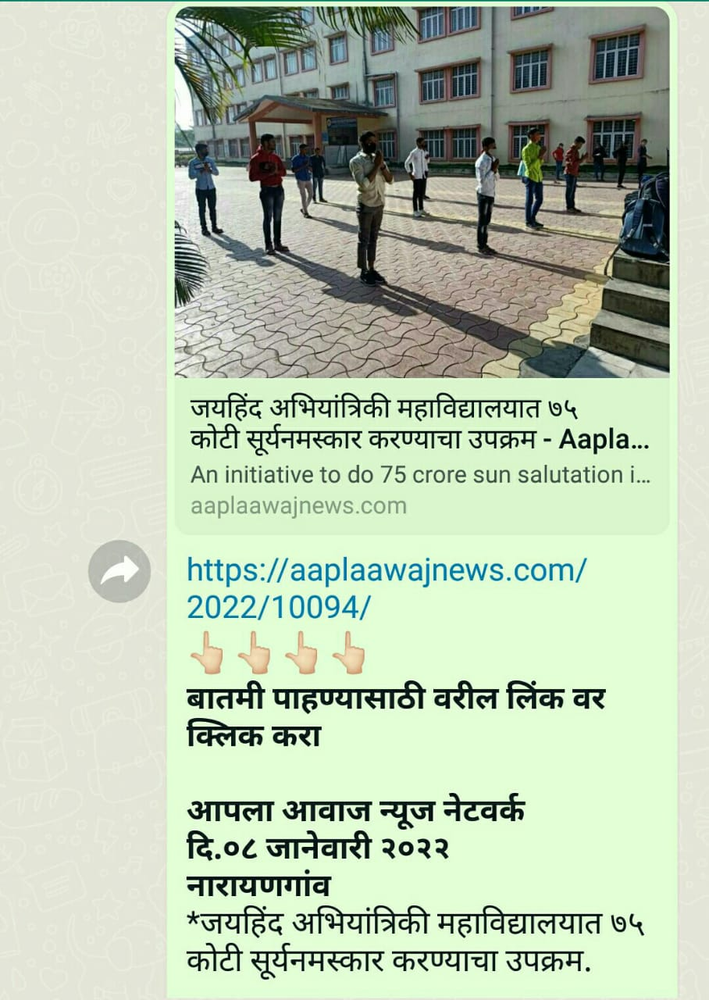 जयहिंद अभियांत्रिकी महाविद्यालयात ७५
कोटी सूर्यनमस्कार करण्याचा उपक्रम - Aapla...
An initiative to do 75 crore sun salutation i...
aaplaawajnews.com
https://aaplaawajnews.com/
2022/10094/
👆🏻👆🏻👆🏻👆🏻
बातमी पाहण्यासाठी वरील लिंक वर
क्लिक करा
आपला आवाज न्यूज नेटवर्क
दि.०८ जानेवारी २०२२
नारायणगांव
*जयहिंद अभियांत्रिकी महाविद्यालयात ७५
कोटी सूर्यनमस्कार करण्याचा उपक्रम.